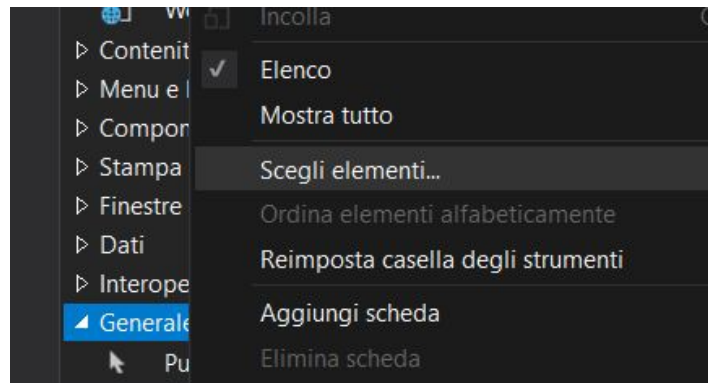 Incolla
Contenit
Elenco
Menu e
Mostra tutto
Compon
Stampa
Scegli elementi...
Finestre
Ordina elementi alfabeticamente
Dati
Reimposta casella degli strumenti
Interope
Generale
Aggiungi scheda
Pu
Elimina scheda